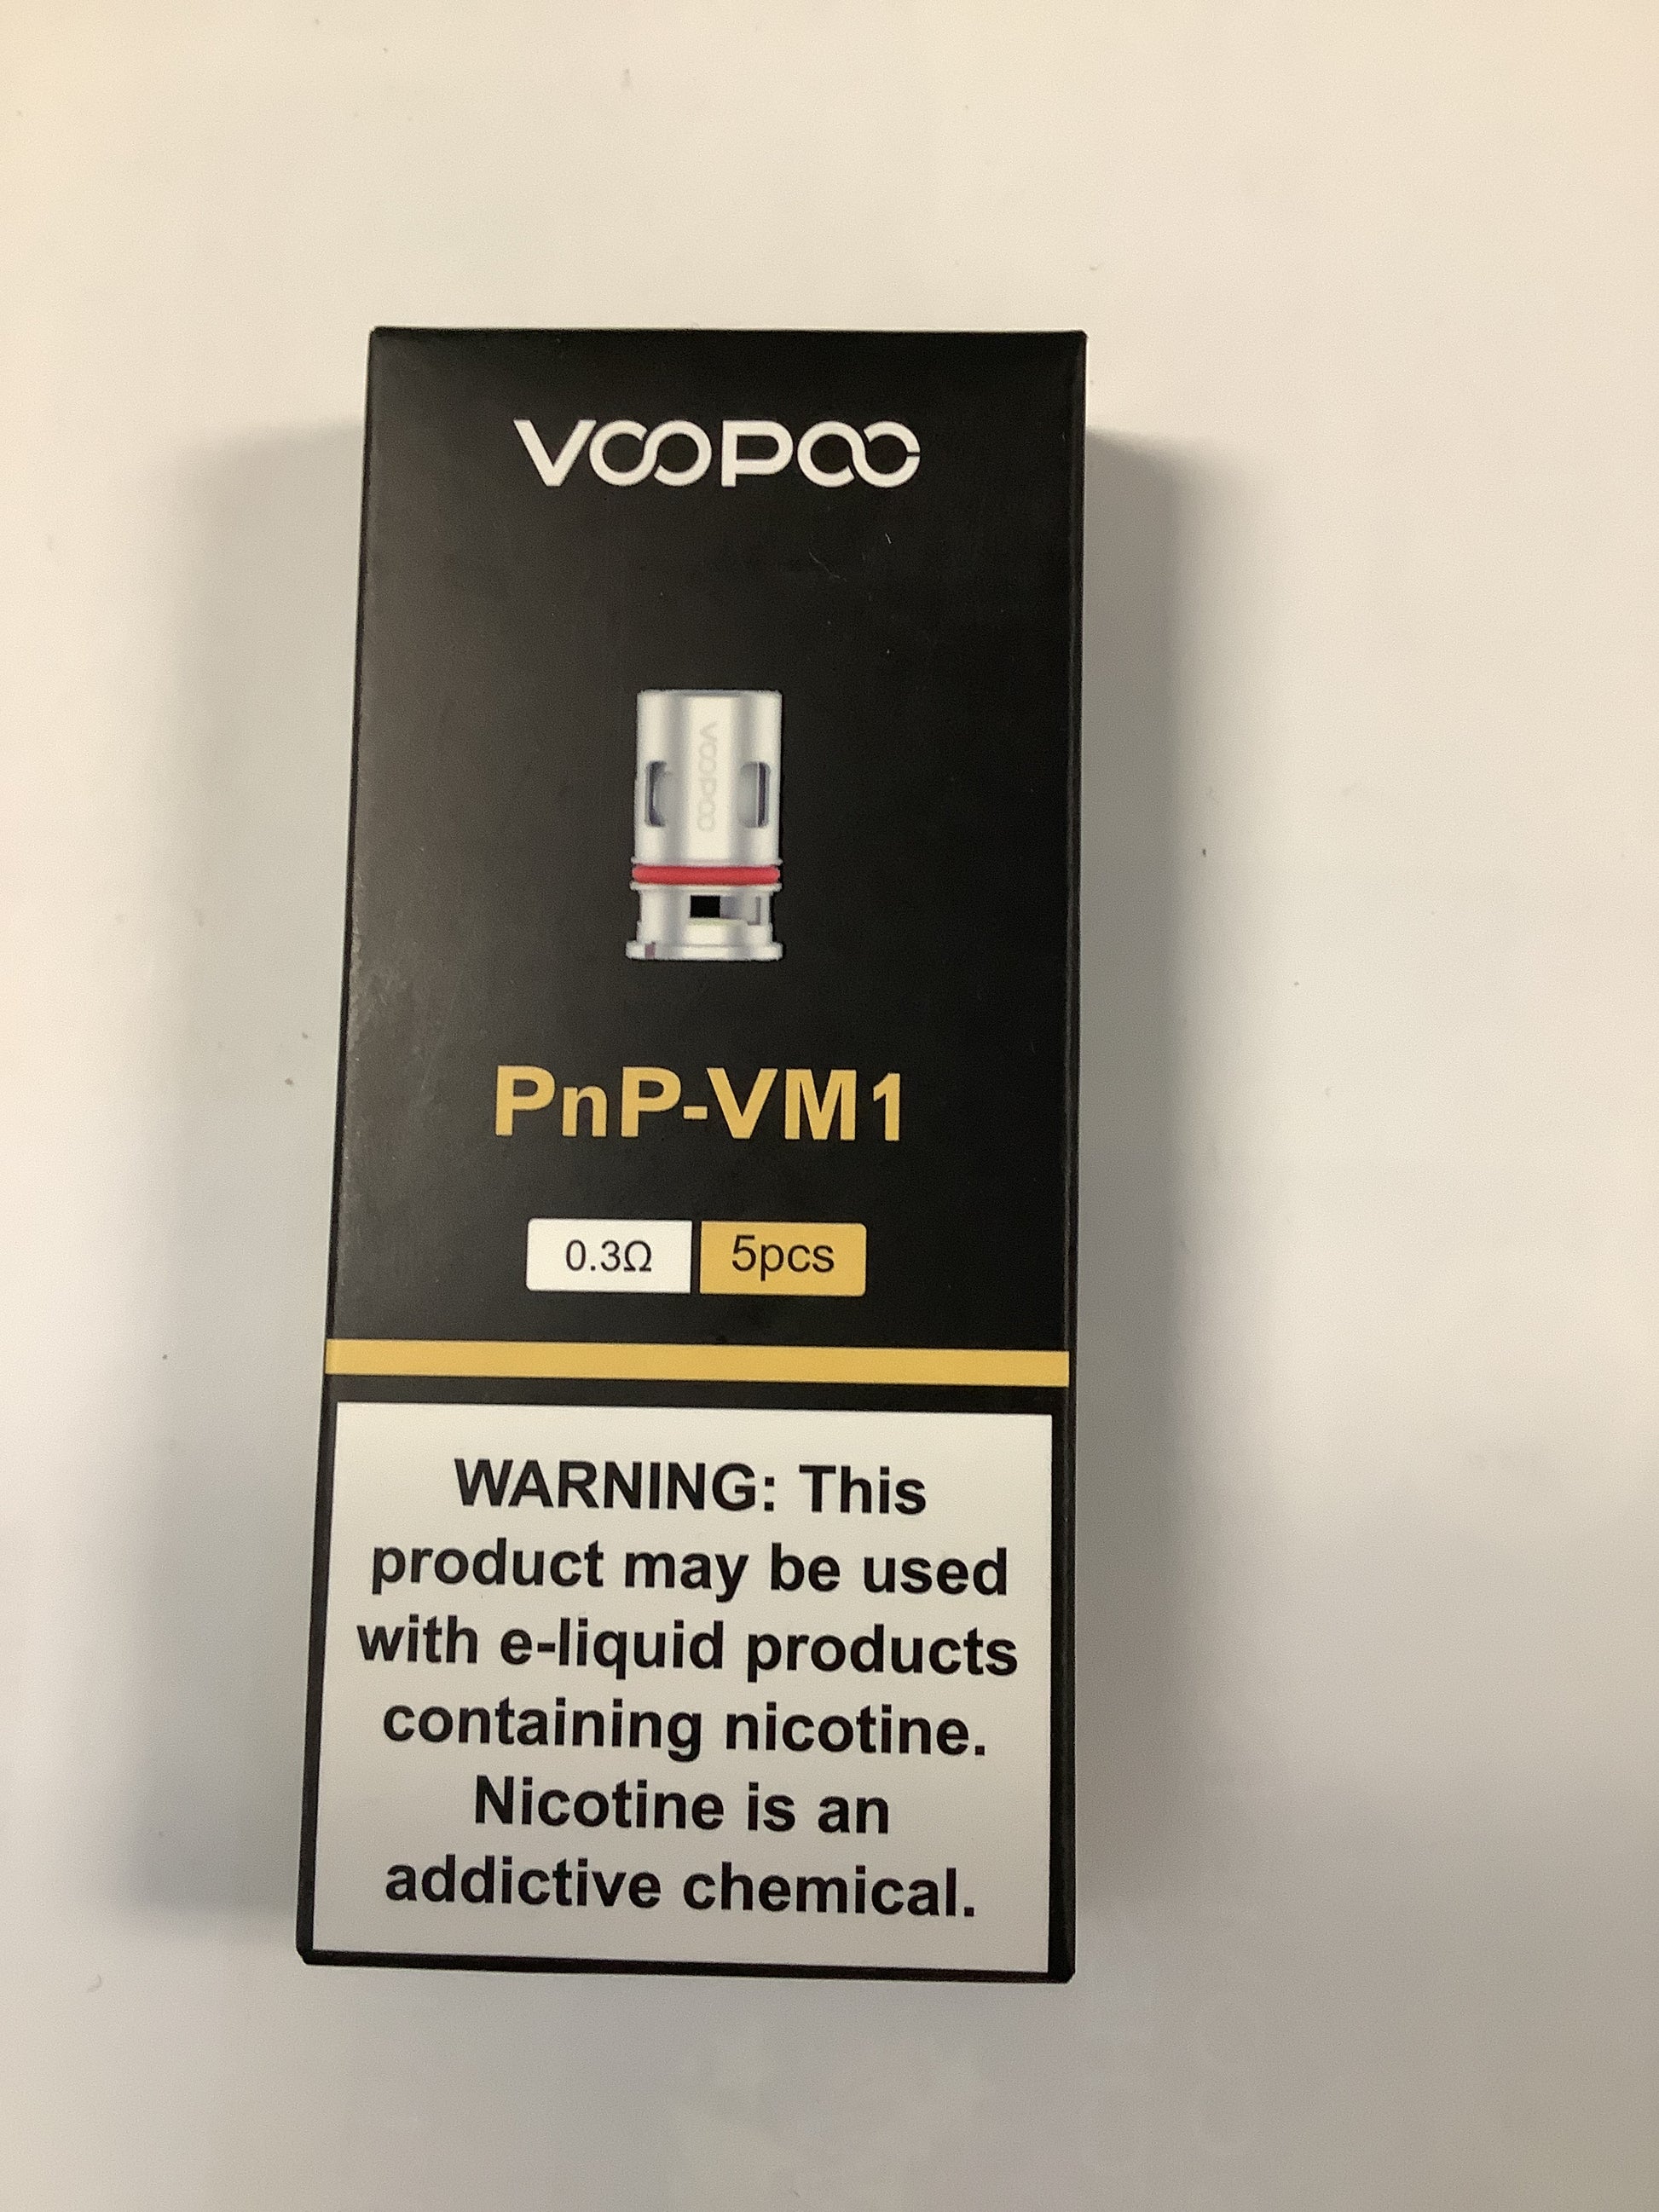 VOOPOO
VOOPOO
PnP-VM1
0.3Ω 5pcs
WARNING: This
product may be used
with e-liquid products
containing nicotine.
Nicotine is an
addictive chemical.